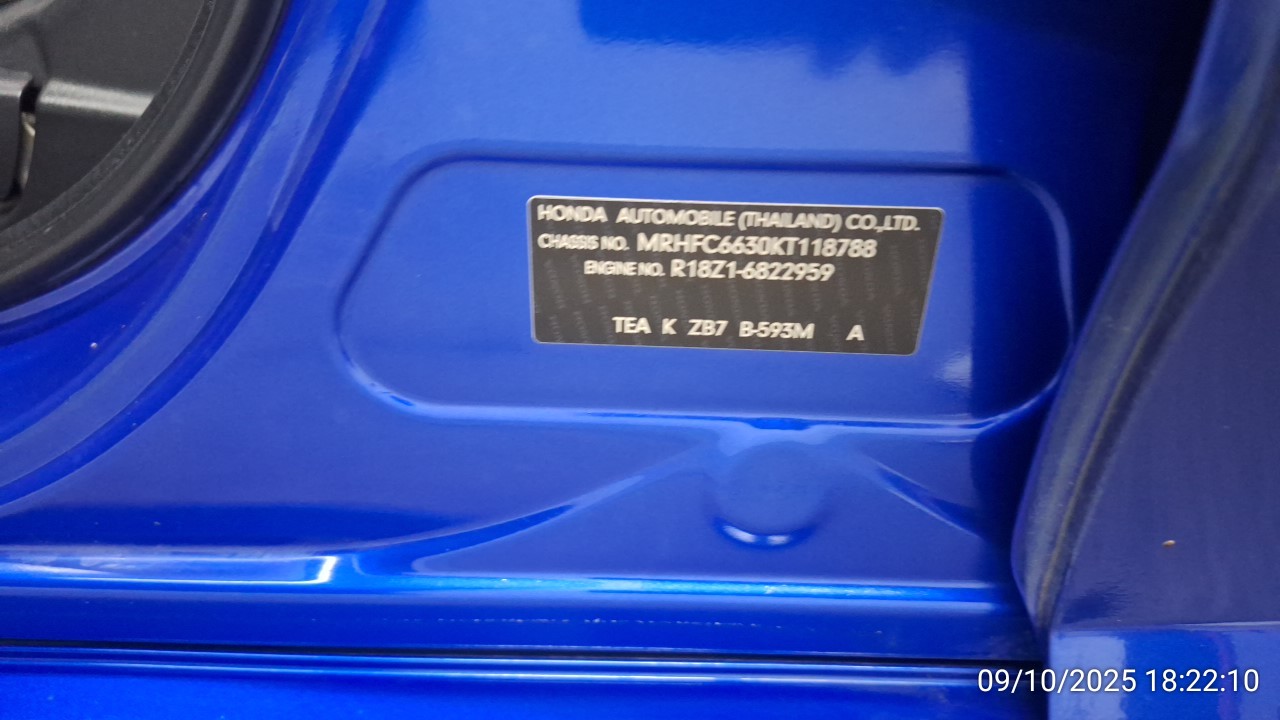 HONDA AUTOMOBILE (THAILAND) CO.,LTD.
CHASSIS NO. MRHFC6630KT118788
ENGINE NO. R18Z1-6822959
TEA K ZB7 B-593M A
09/10/2025 18:22:10